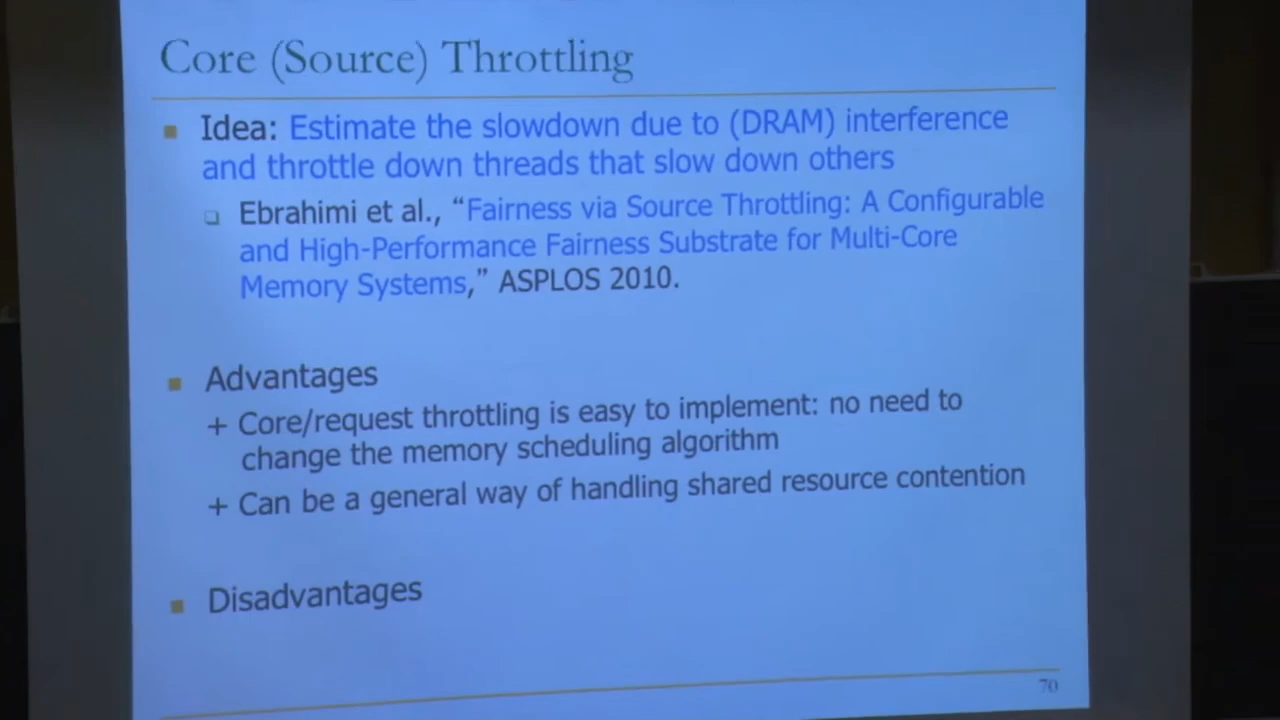 Core (Source) Throttling
Idea: Estimate the slowdown due to (DRAM) interference
and throttle down threads that slow down others
Ebrahimi et al., “Fairness via Source Throttling: A Configurable
and High-Performance Fairness Substrate for Multi-Core
Memory Systems,” ASPLOS 2010.
Advantages
+ Core/request throttling is easy to implement: no need to
change the memory scheduling algorithm
+ Can be a general way of handling shared resource contention
Disadvantages
70